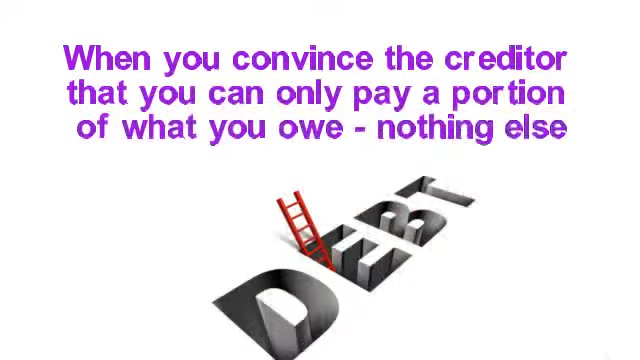 When you convince the creditor
that you can only pay a portion
of what you owe - nothing else
DEBT